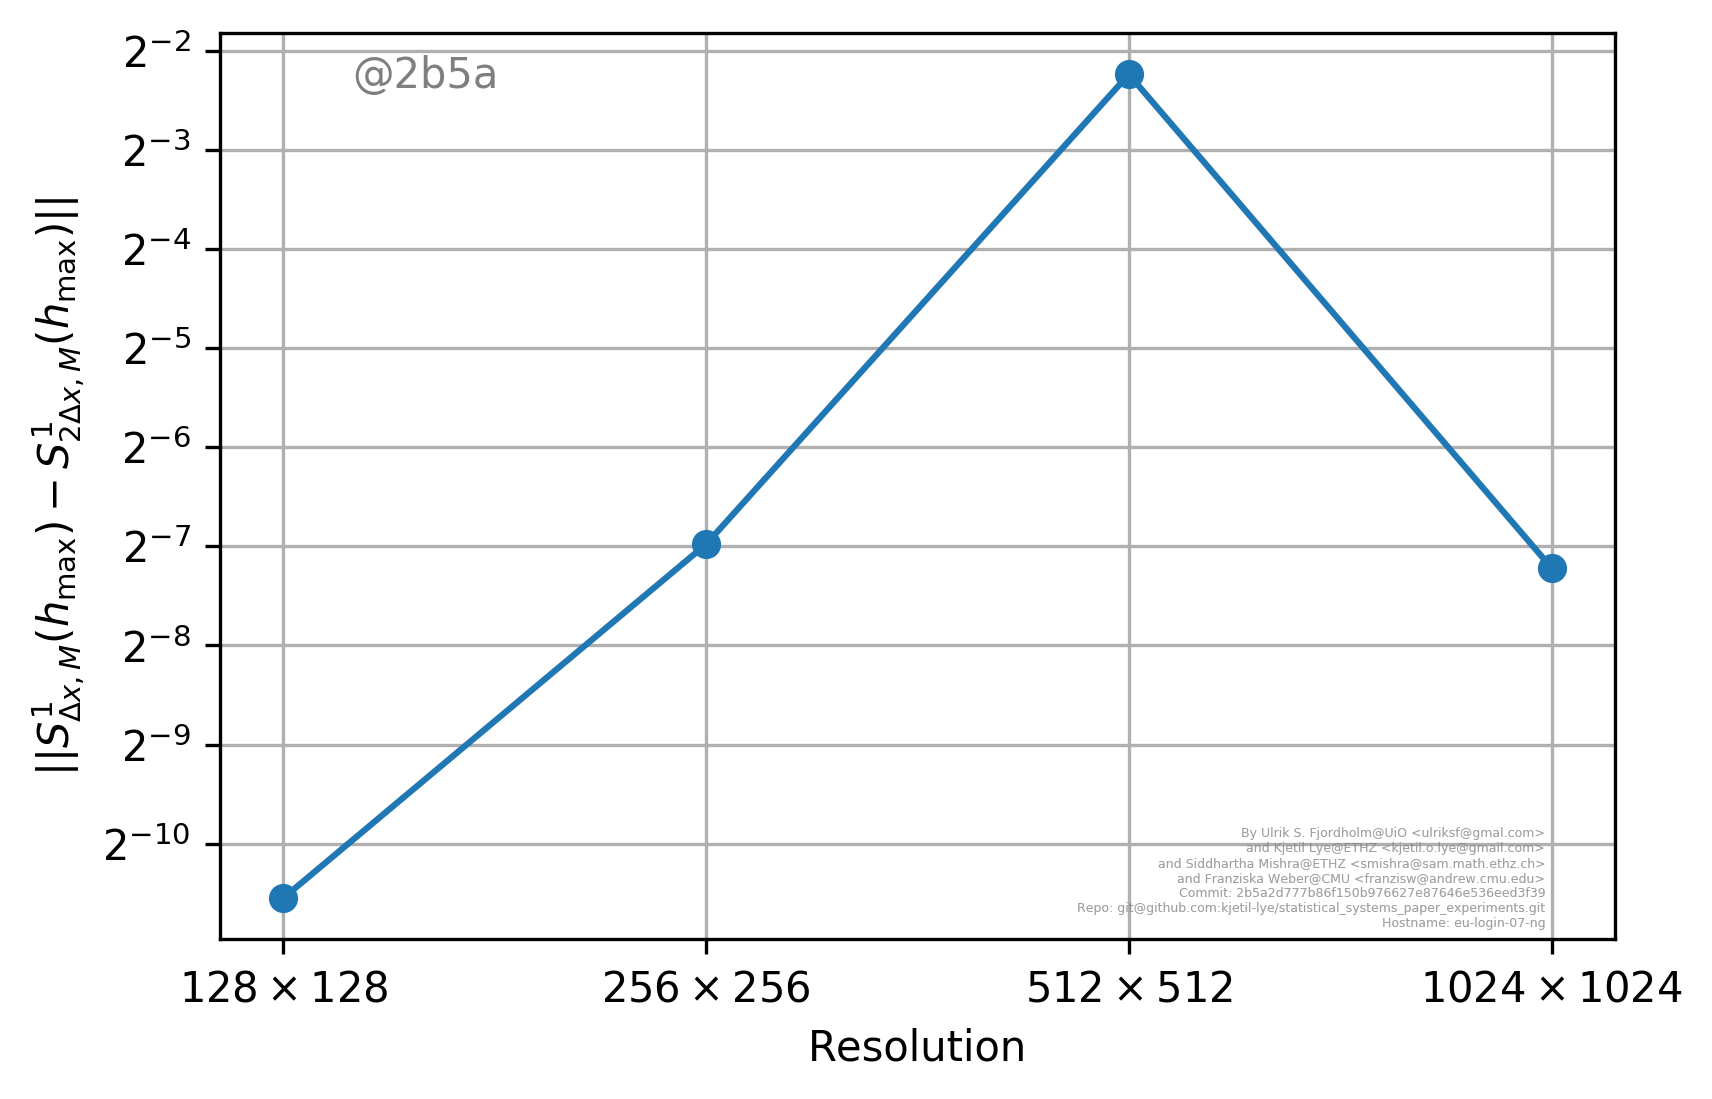 @2b5a
2⁻²
2⁻³
2⁻⁴
2⁻⁵
2⁻⁶
2⁻⁷
2⁻⁸
2⁻⁹
2⁻¹⁰
||S¹_{Δx,M}(h_max) − S¹_{2Δx,M}(h_max)||
By Ulrik S. Fjordholm@UiO <ulriksf@gmal.com>
and Kjetil Lye@ETHZ <kjetil.o.lye@gmail.com>
and Siddhartha Mishra@ETHZ <smishra@sam.math.ethz.ch>
and Franziska Weber@CMU <franzisw@andrew.cmu.edu>
Commit: 2b5a2d777b86f150b976627e87646e536eed3f39
Repo: git@github.com:kjetil-lye/statistical_systems_paper_experiments.git
Hostname: eu-login-07-ng
128 × 128 256 × 256 512 × 512 1024 × 1024
Resolution